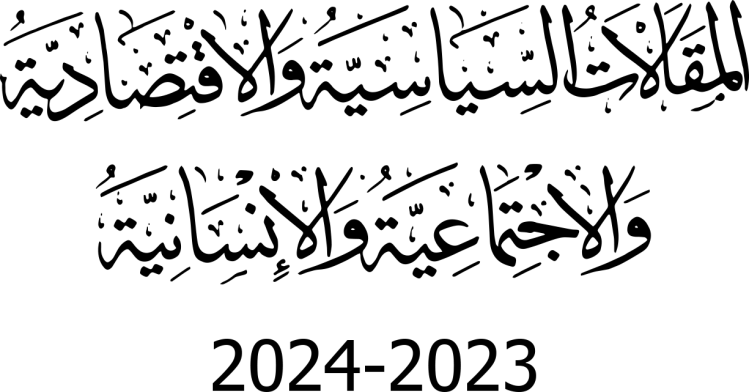 المقالات السياسية والاقتصادية
والاجتماعية والإنسانية
2024-2023